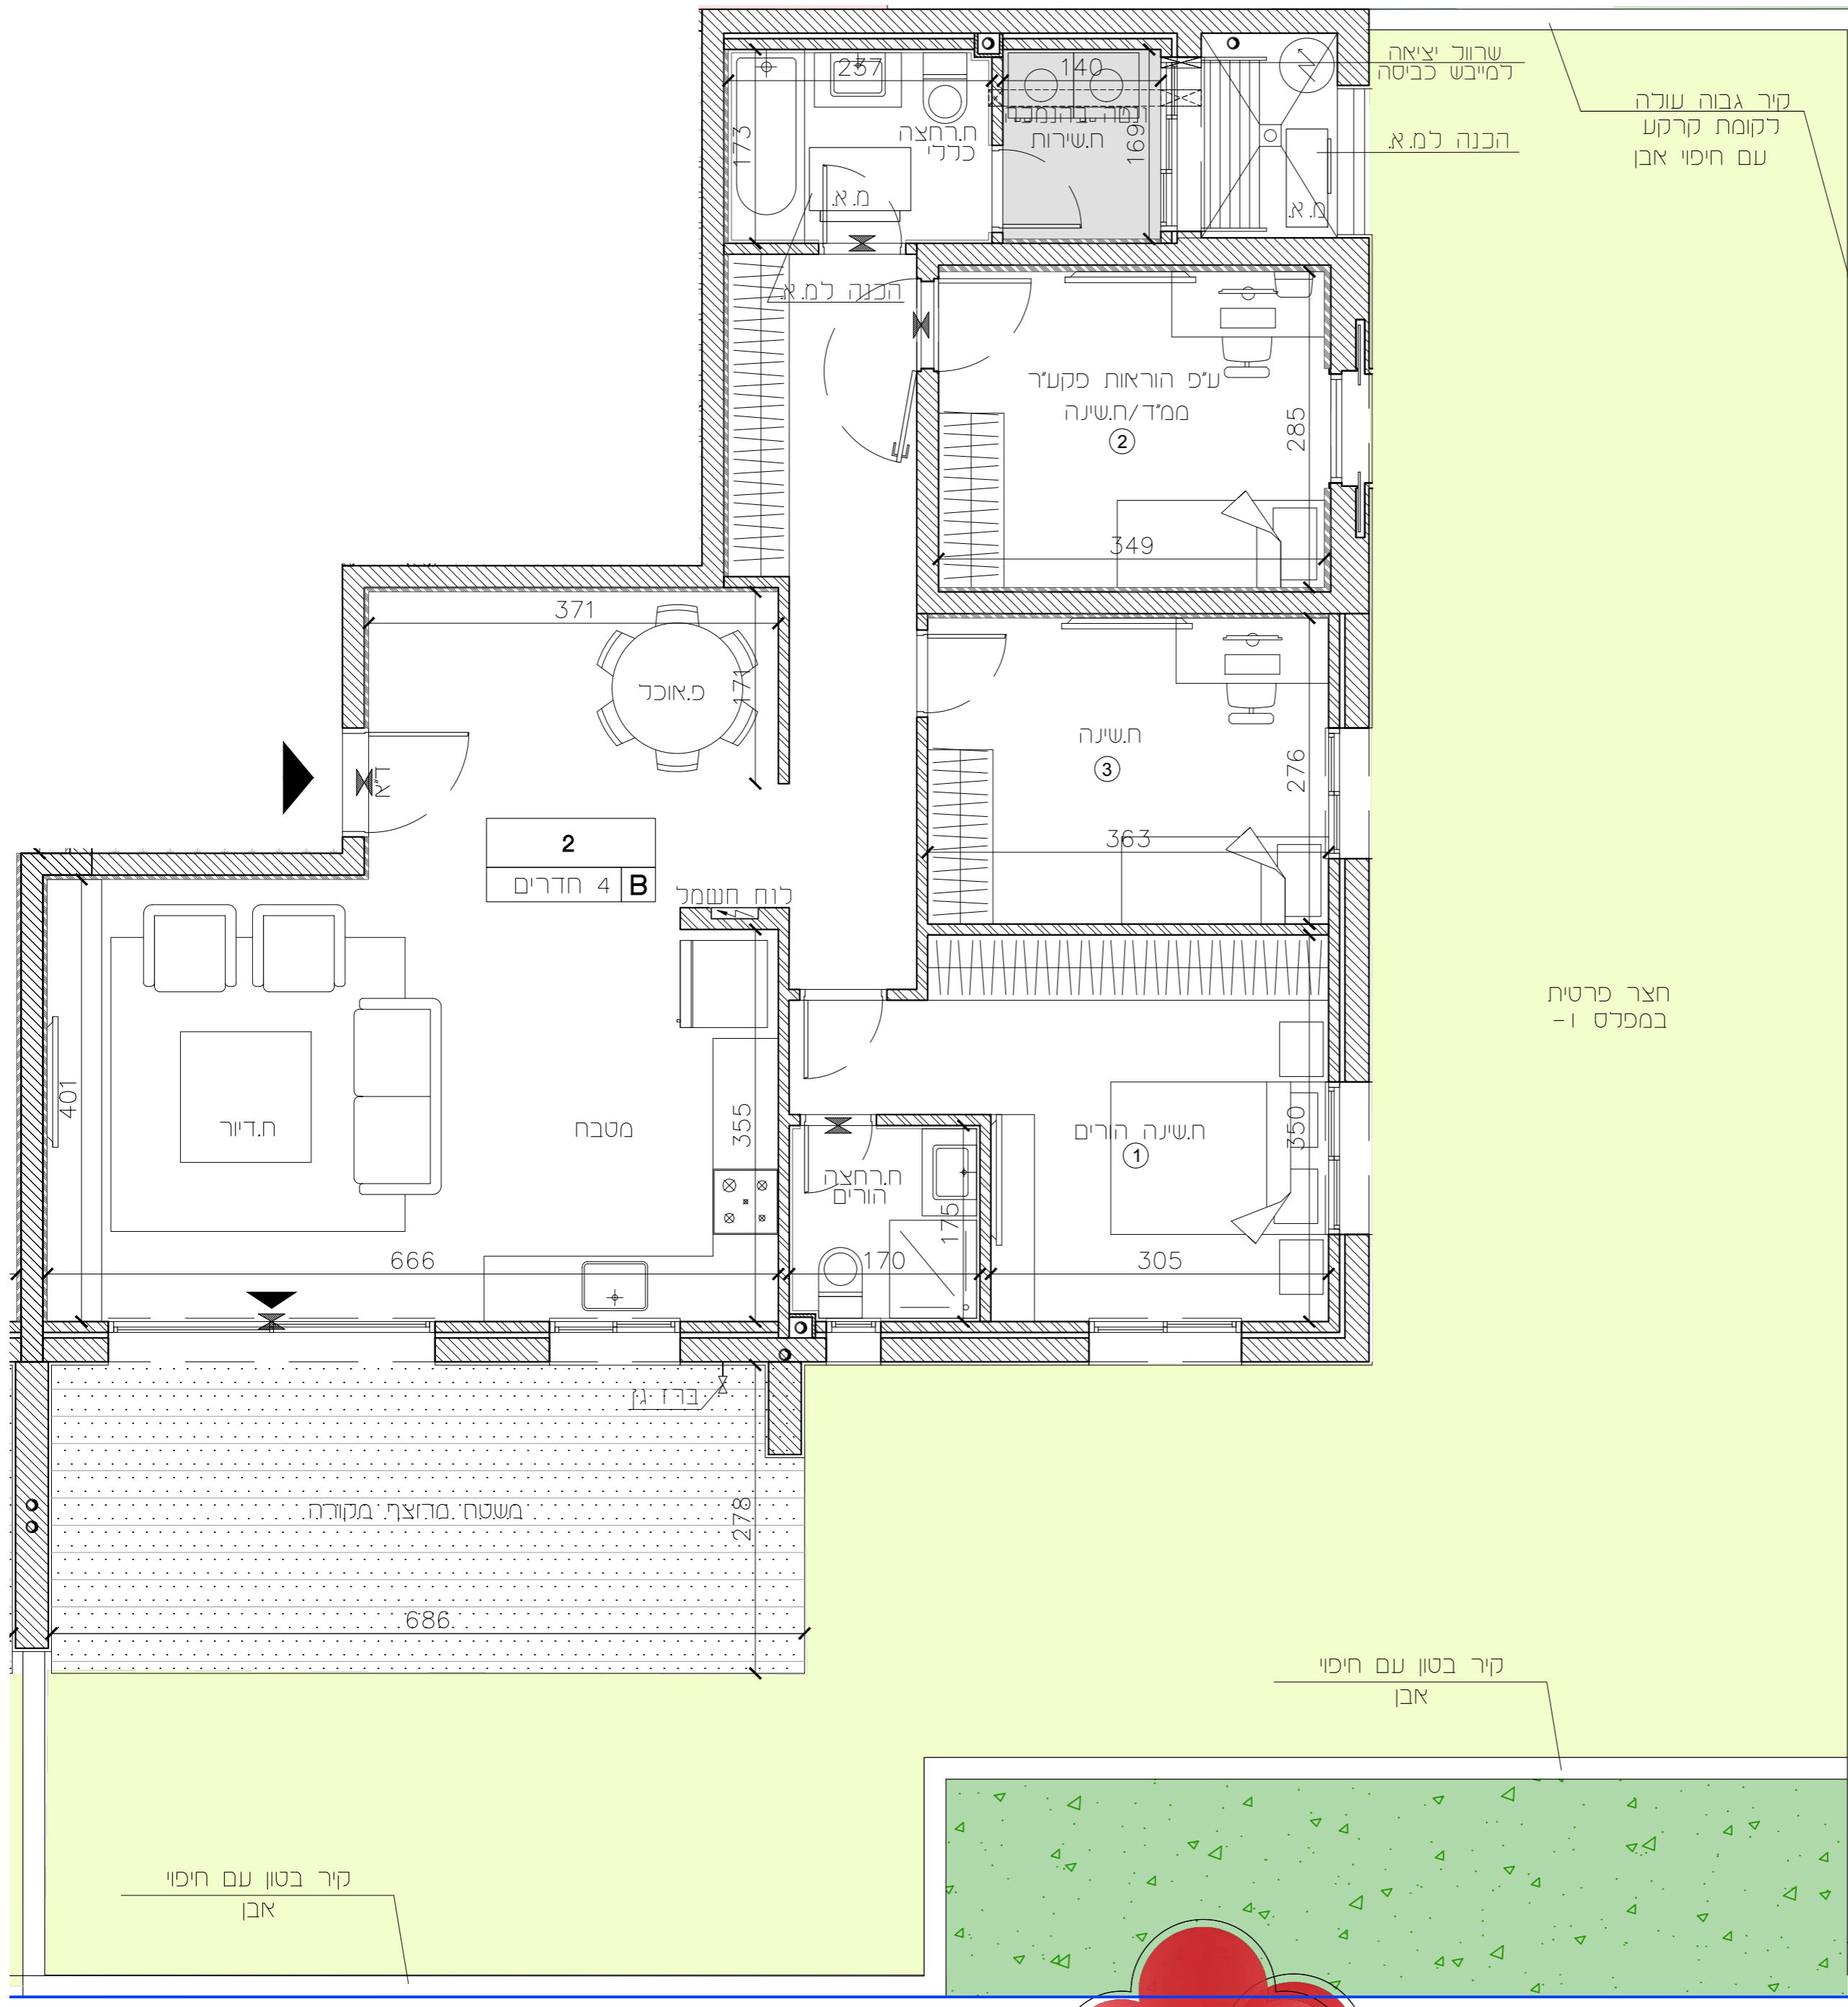 שרוול יציאה
למייבש כביסה
קיר גבוה עולה
לקומת קרקע
עם חיפוי אבן
הכנה למ.א.
מ.א.
237
140
173
169
ח.רחצה
כללי
ח.שירות
מ.א.
הכנה למ.א.
ע"פ הוראות פקע"ר
ממ"ד/ח.שינה
2
285
349
371
171
פ.אוכל
ח.שינה
3
276
363
2
4 חדרים
B
לוח חשמל
חצר פרטית
במפלס 1-
401
ח.דיור
מטבח
355
ח.שינה הורים
1
350
ח.רחצה
הורים
175
666
170
305
ברז גן
משטח מרוצף מקורה
278
686
קיר בטון עם חיפוי
אבן
קיר בטון עם חיפוי
אבן